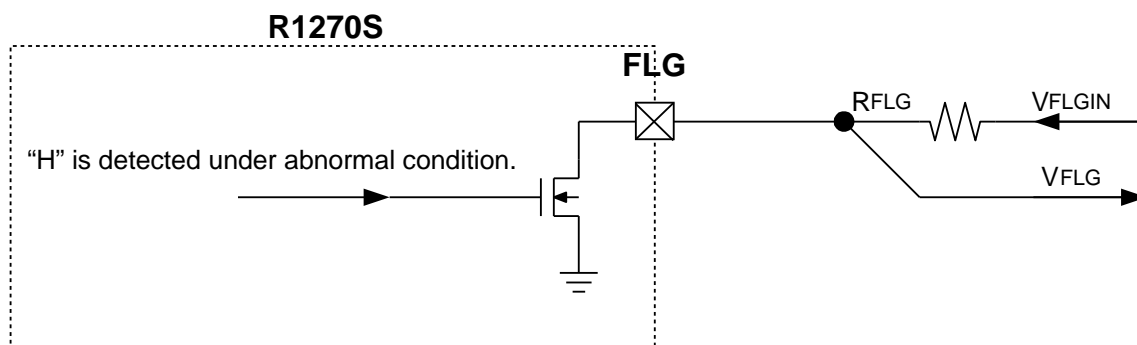 R1270S
FLG
RFLG
VFLGIN
“H” is detected under abnormal condition.
VFLG